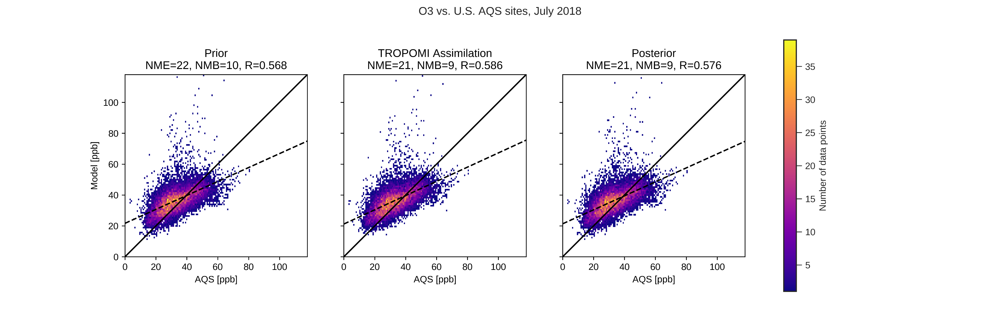 O3 vs. U.S. AQS sites, July 2018
Prior
NME=22, NMB=10, R=0.568
TROPOMI Assimilation
NME=21, NMB=9, R=0.586
Posterior
NME=21, NMB=9, R=0.576
Model [ppb]
100
80
60
40
20
0
0 20 40 60 80 100
AQS [ppb]
0 20 40 60 80 100
AQS [ppb]
0 20 40 60 80 100
AQS [ppb]
35
30
25
20
15
10
5
Number of data points